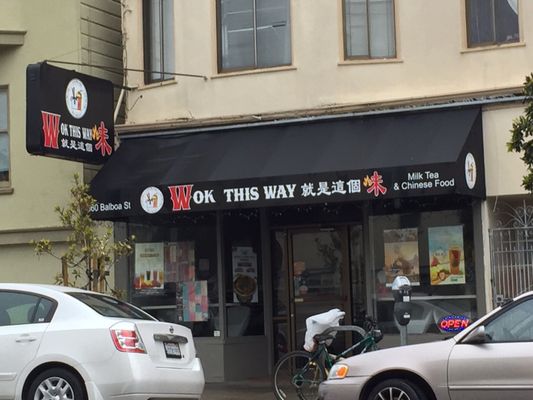 WOK THIS WAY
就是這個味
60 Balboa St
WOK THIS WAY 就是這個味
Milk Tea
& Chinese Food
OPEN